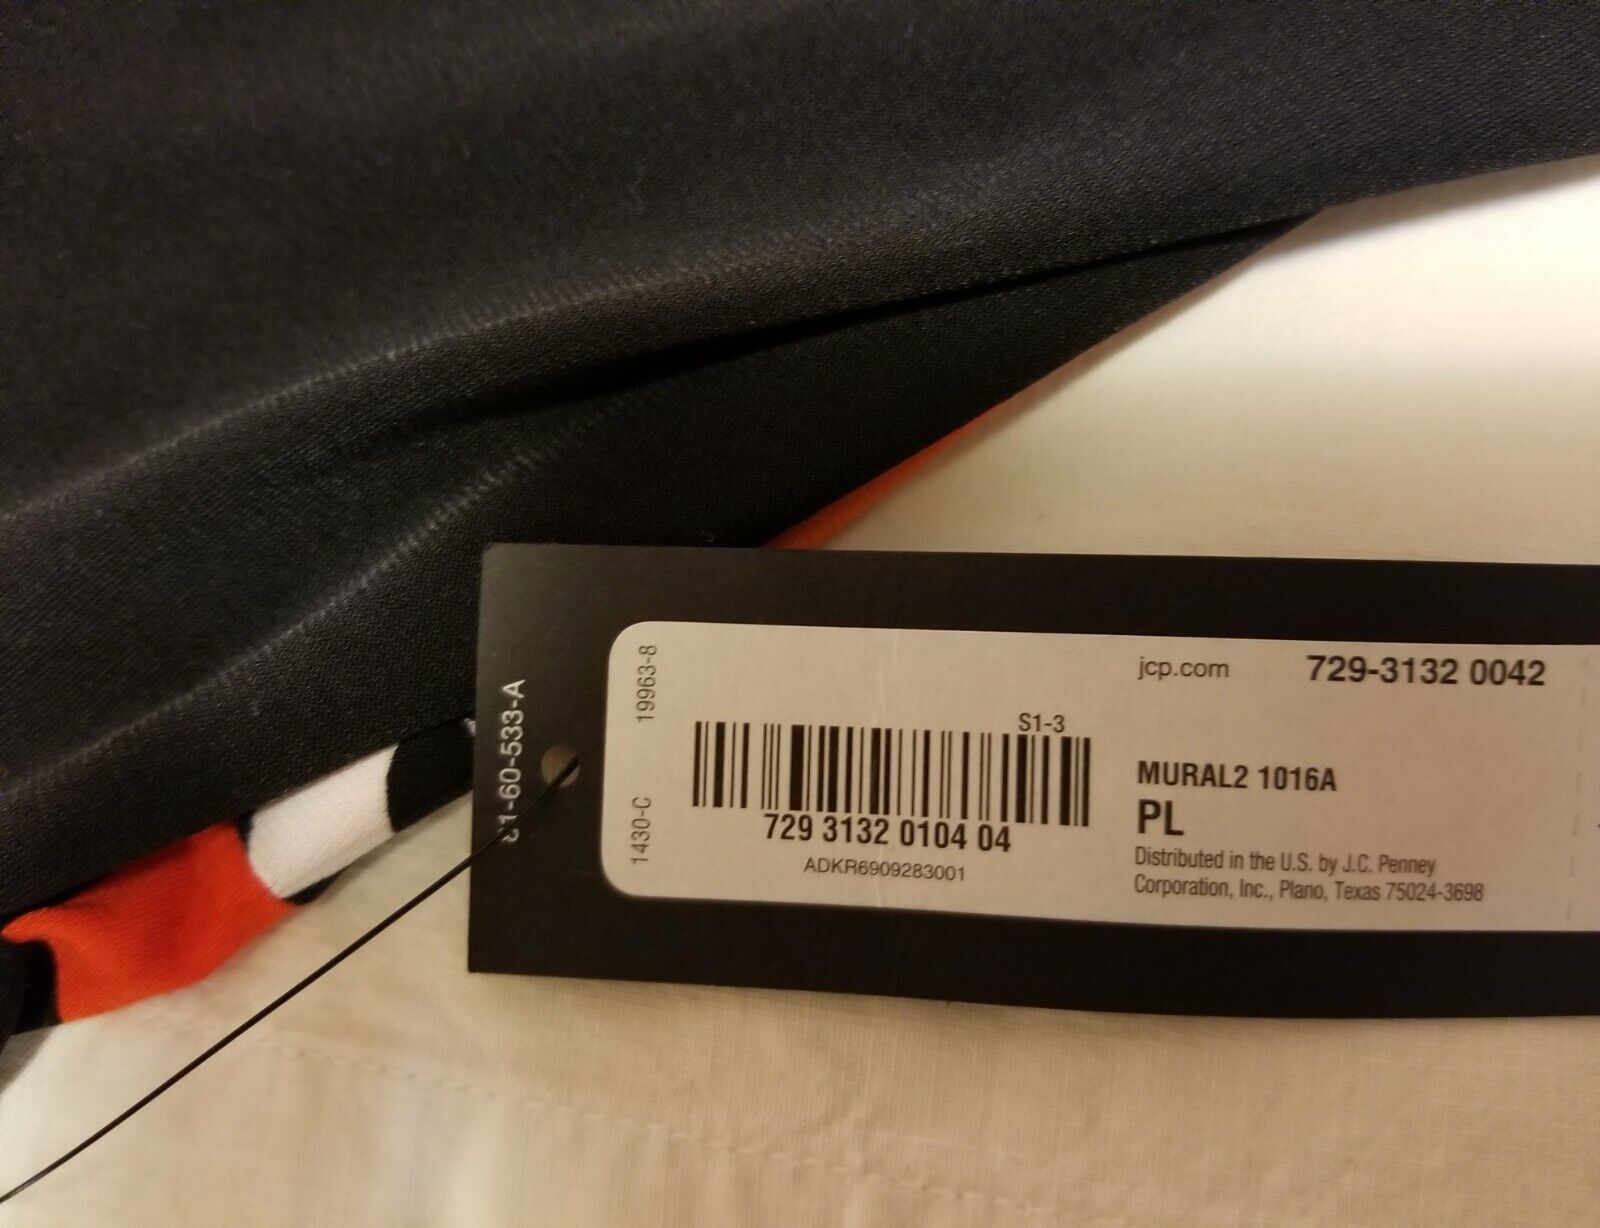 81-60-533-A
19963-8
1430-C
S1-3
729 3132 0104 04
ADKR6909283001
jcp.com 729-3132 0042
MURAL2 1016A
PL
Distributed in the U.S. by J.C. Penney
Corporation, Inc., Plano, Texas 75024-3698